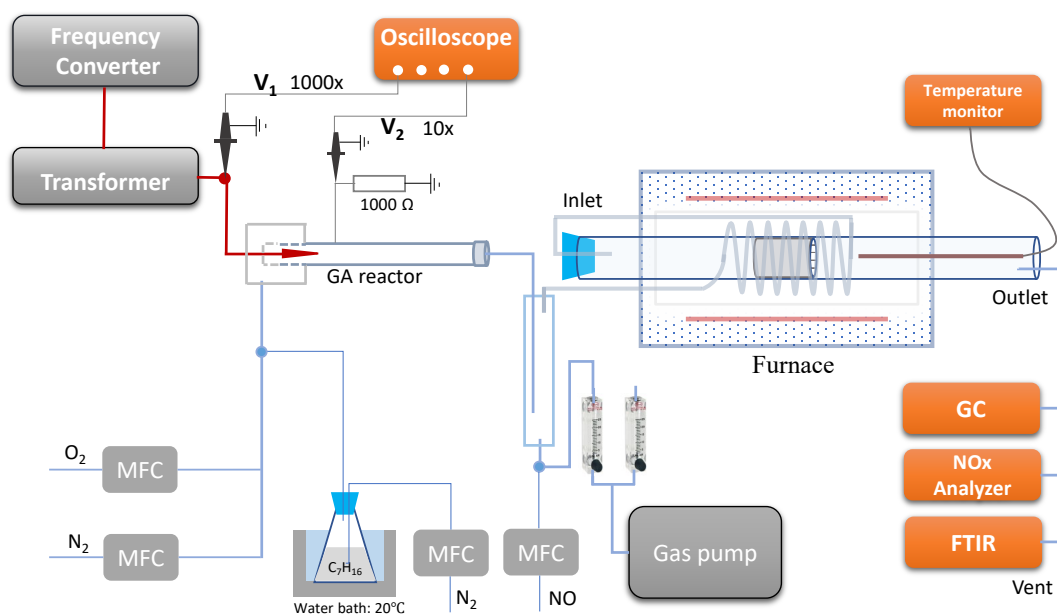 Frequency
Converter
Oscilloscope
V₁ 1000x
V₂ 10x
Temperature
monitor
Transformer
1000 Ω
Inlet
GA reactor
Outlet
Furnace
GC
O₂
MFC
NOx
Analyzer
N₂
MFC
C₇H₁₆
MFC
MFC
Gas pump
FTIR
Water bath: 20℃
N₂
NO
Vent